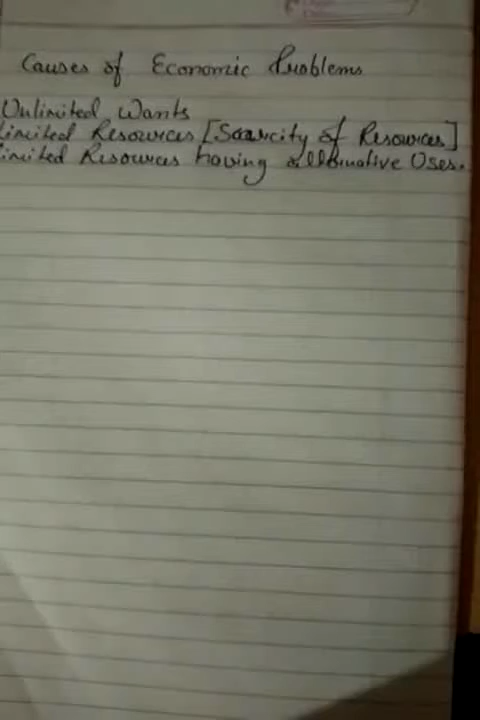 Causes of Economic Problems
Unlimited Wants
Limited Resources [Scarcity of Resources]
Limited Resources having alternative Uses.